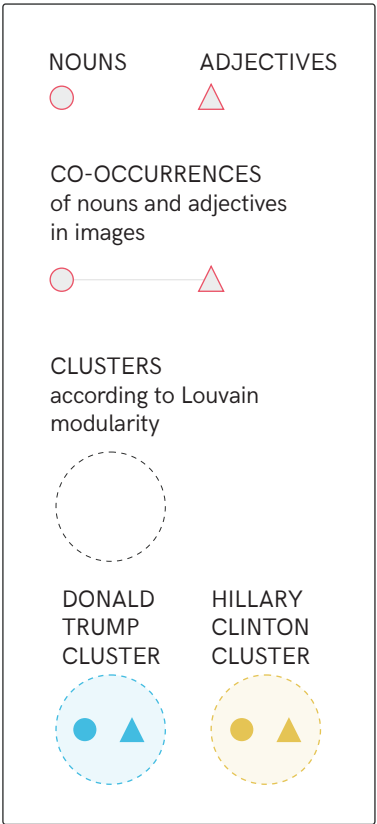 NOUNS
ADJECTIVES
CO-OCCURRENCES
of nouns and adjectives
in images
CLUSTERS
according to Louvain
modularity
DONALD
TRUMP
CLUSTER
HILLARY
CLINTON
CLUSTER